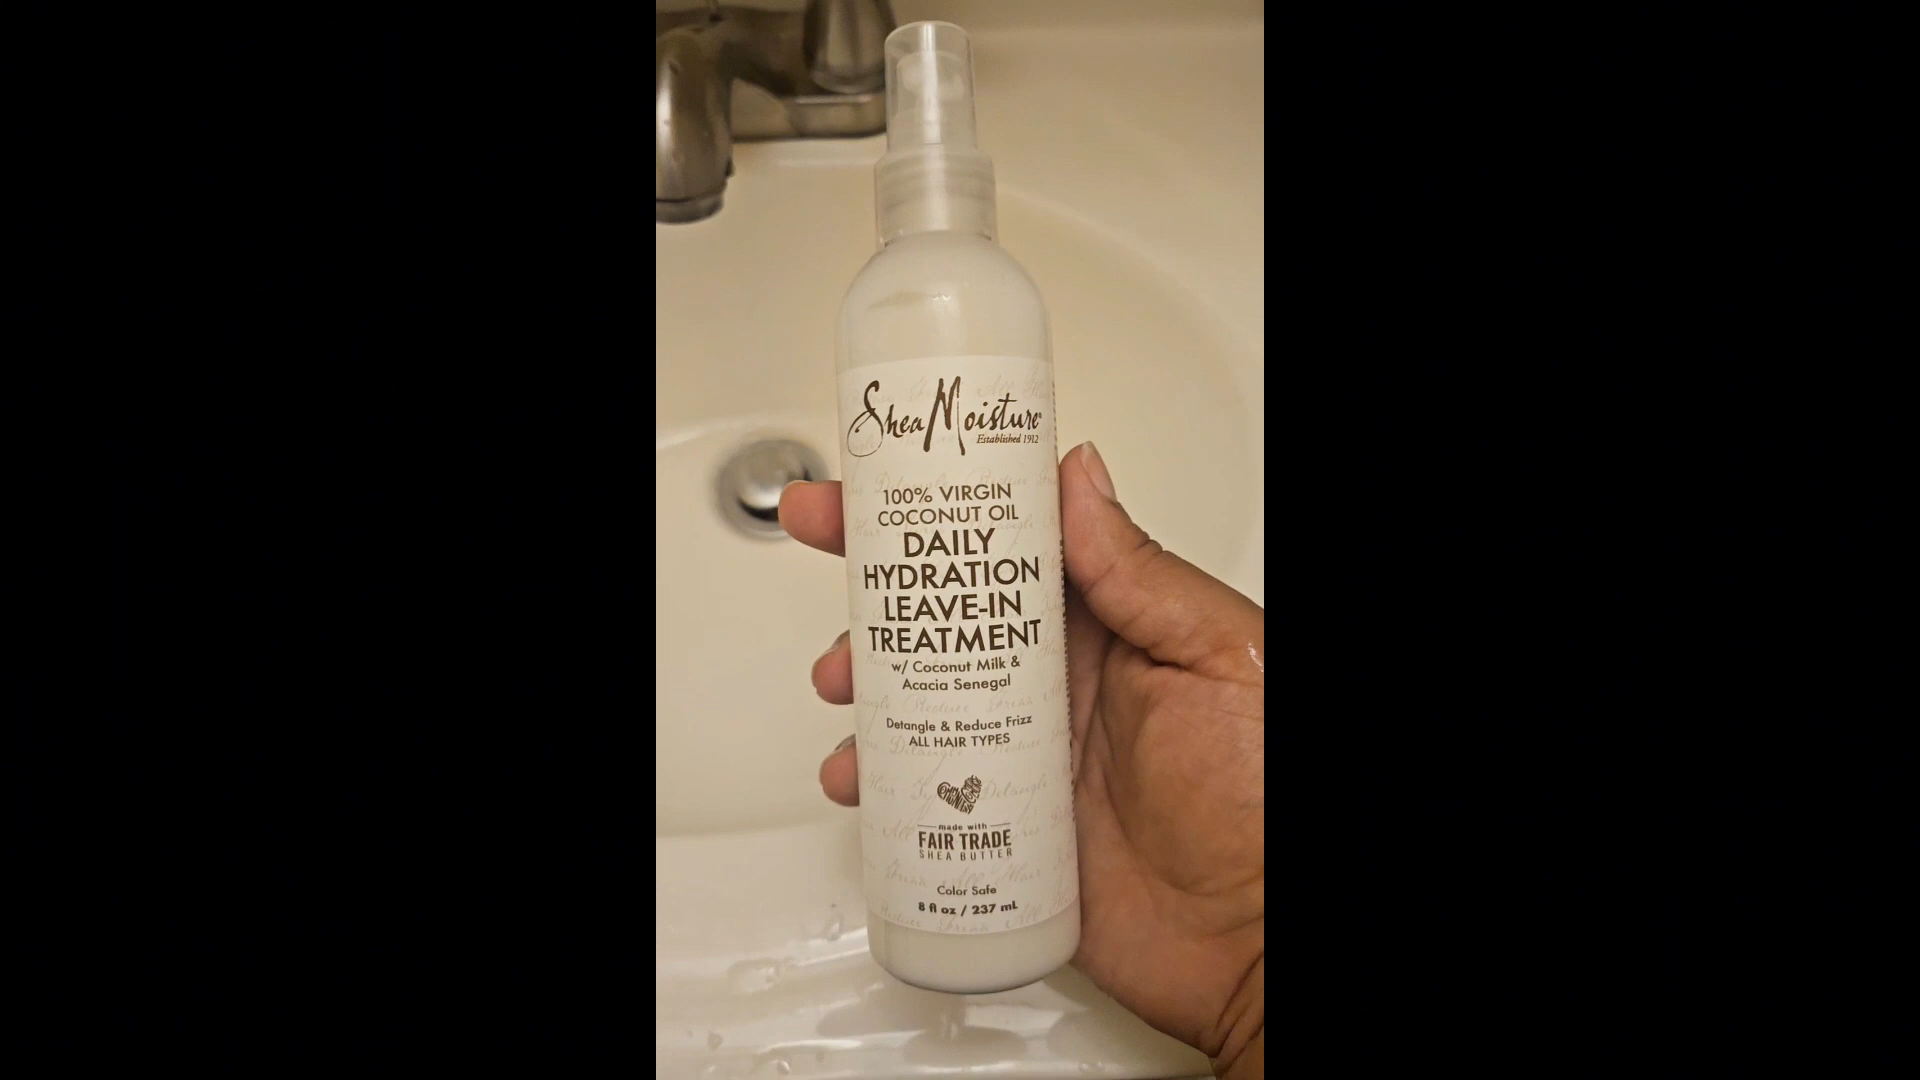 SheaMoisture
Established 1912
100% VIRGIN
COCONUT OIL
DAILY
HYDRATION
LEAVE-IN
TREATMENT
w/ Coconut Milk &
Acacia Senegal
Detangle & Reduce Frizz
ALL HAIR TYPES
made with
FAIR TRADE
SHEA BUTTER
Color Safe
8 fl oz / 237 mL